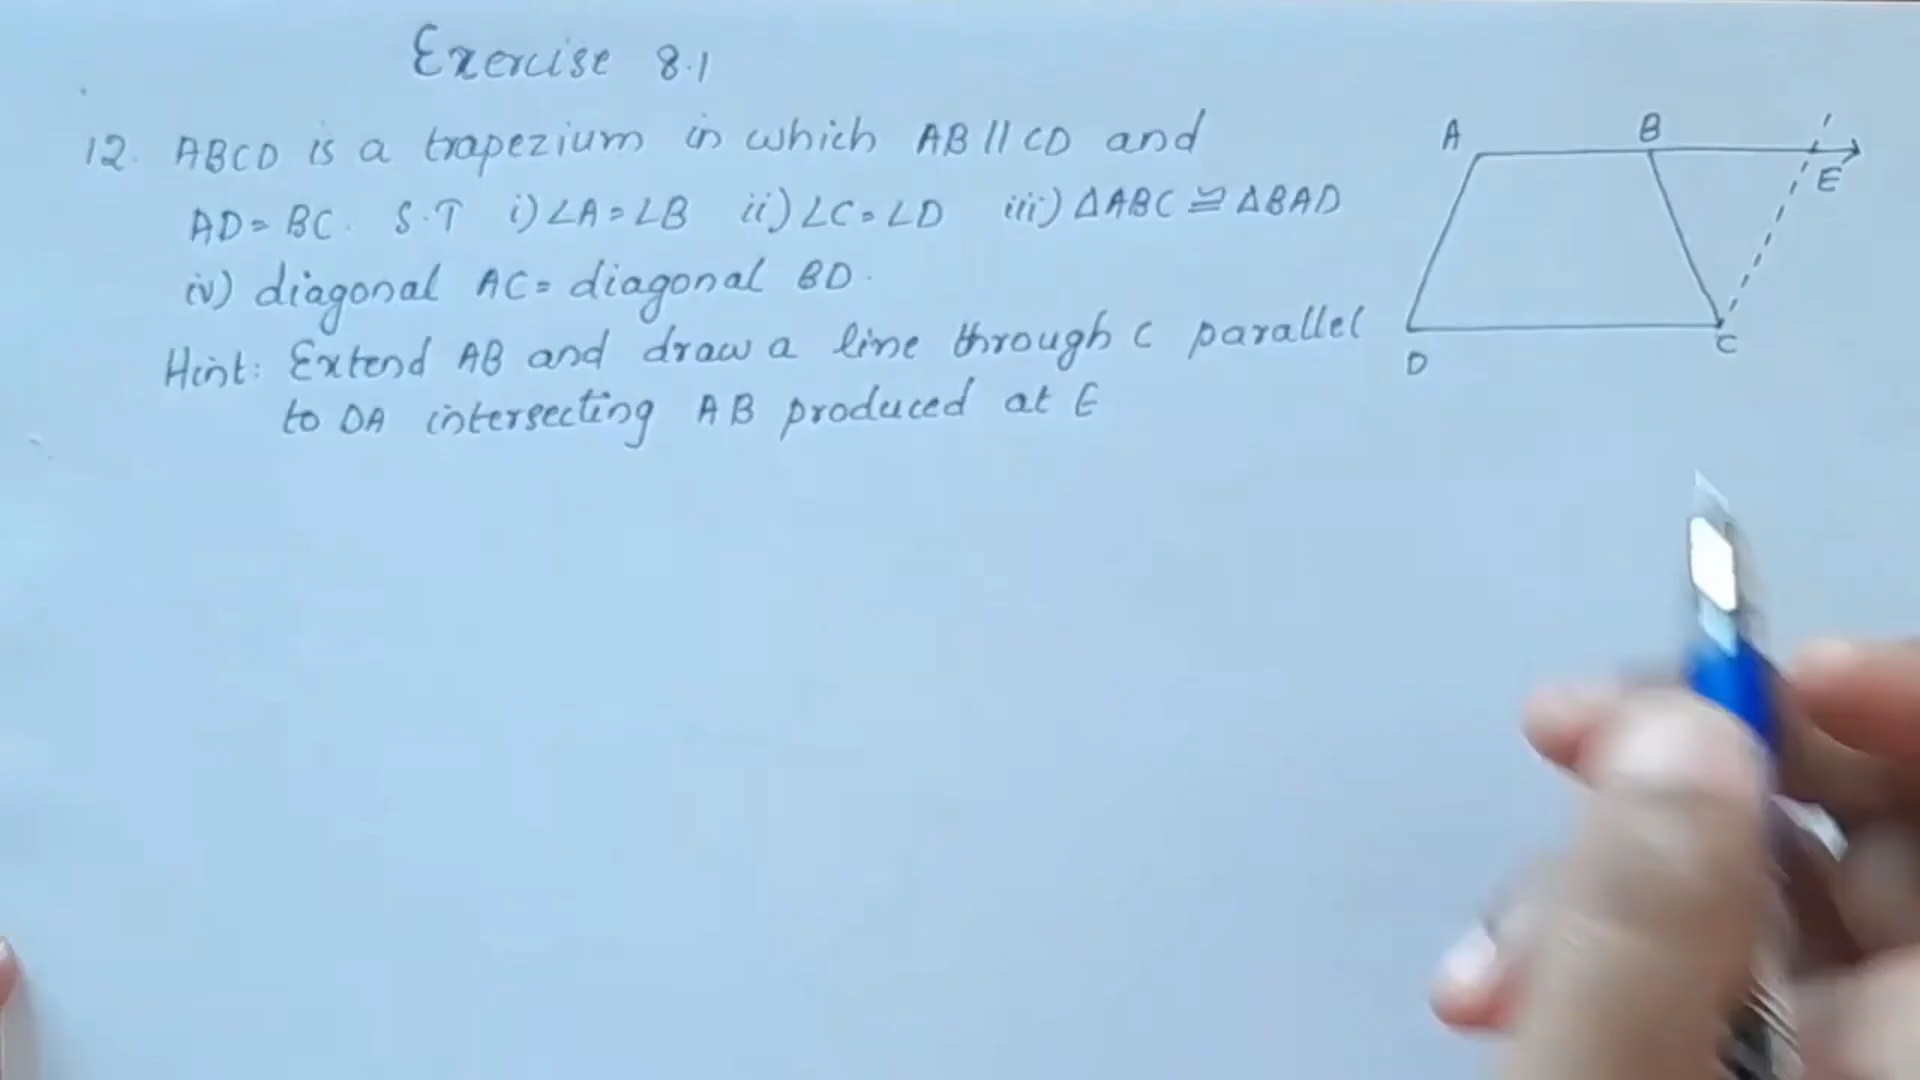 Exercise 8.1
12. ABCD is a trapezium in which AB || CD and
AD = BC. S.T i) ∠A = ∠B ii) ∠C = ∠D iii) ΔABC ≅ ΔBAD
iv) diagonal AC = diagonal BD.
Hint: Extend AB and draw a line through C parallel
to DA intersecting AB produced at E
A B
E
D C